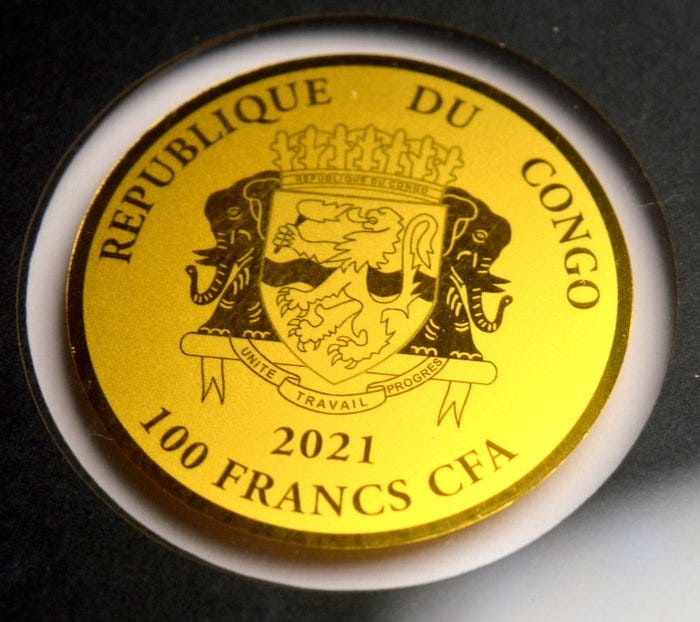 REPUBLIQUE DU CONGO
REPUBLIQUE DU CONGO
UNITE TRAVAIL PROGRES
2021
100 FRANCS CFA